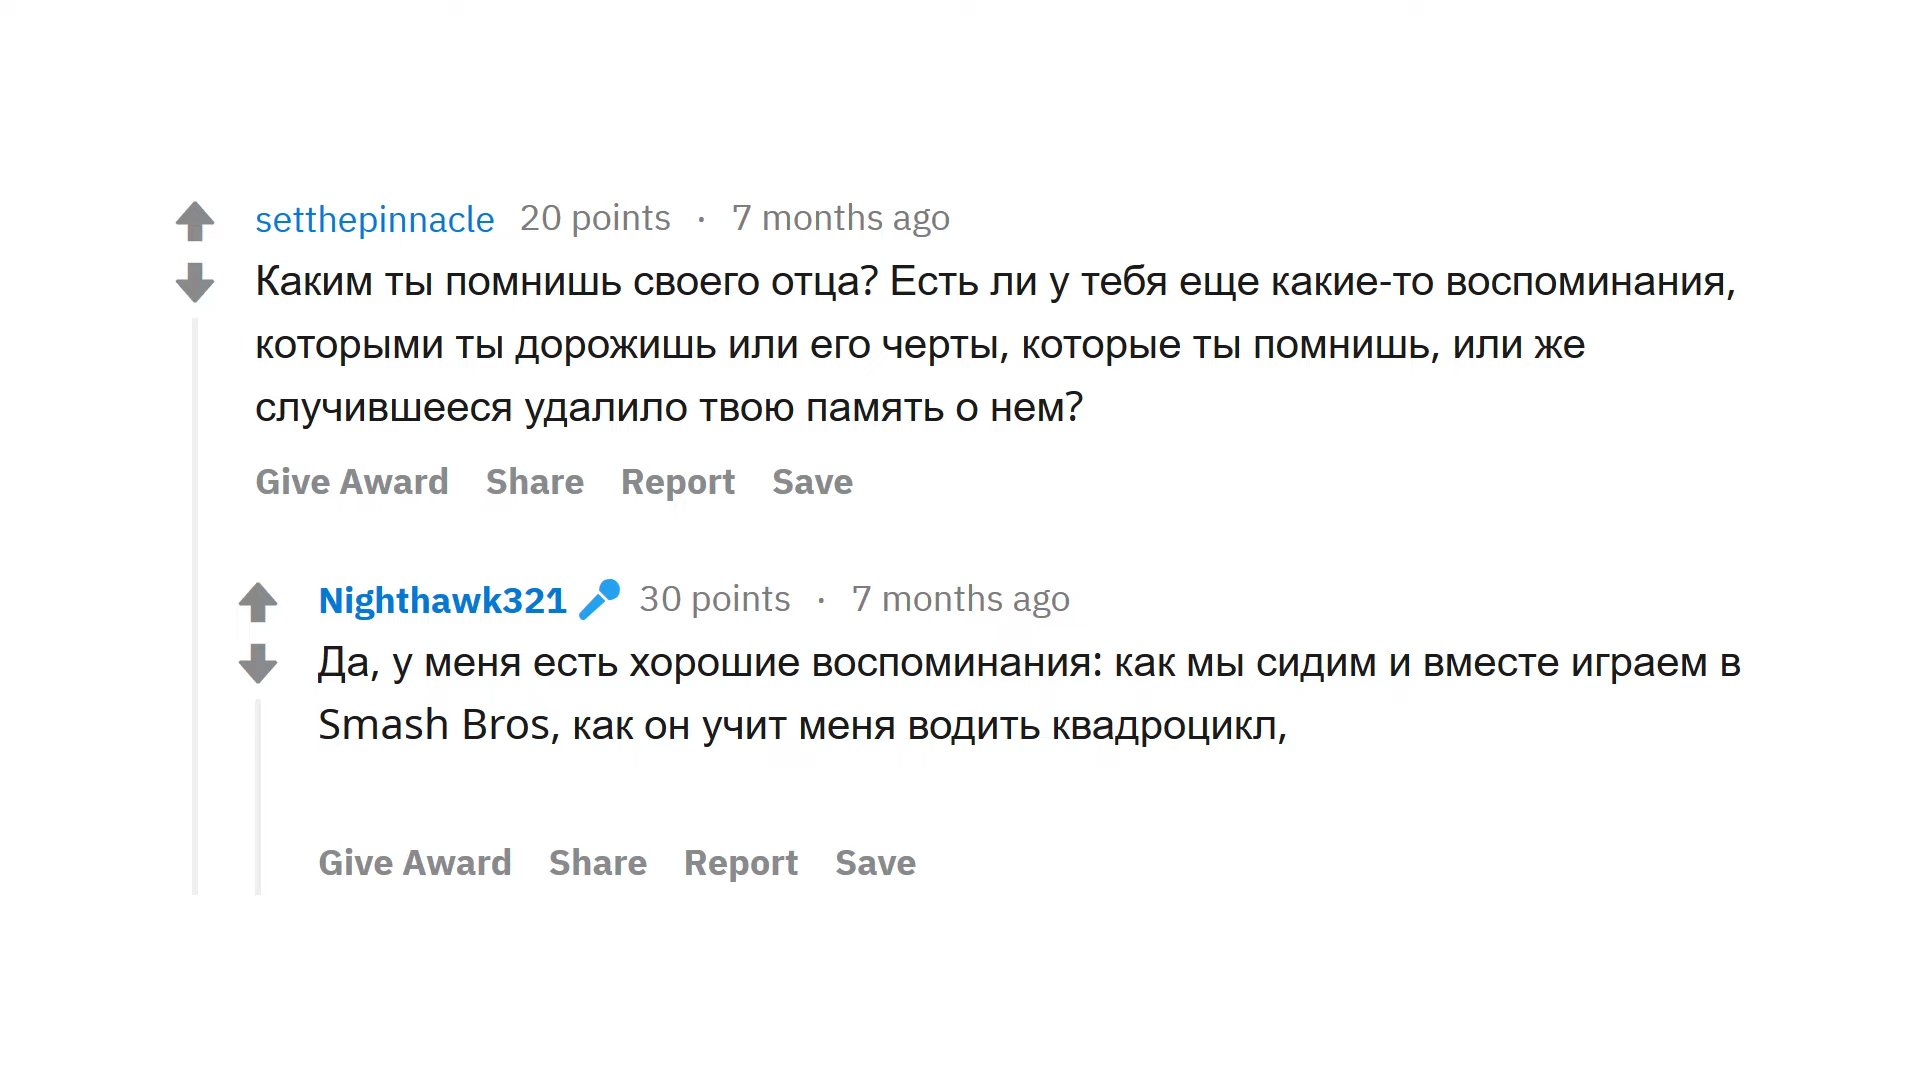 setthepinnacle 20 points · 7 months ago
Каким ты помнишь своего отца? Есть ли у тебя еще какие-то воспоминания,
которыми ты дорожишь или его черты, которые ты помнишь, или же
случившееся удалило твою память о нем?
Give Award Share Report Save
Nighthawk321 30 points · 7 months ago
Да, у меня есть хорошие воспоминания: как мы сидим и вместе играем в
Smash Bros, как он учит меня водить квадроцикл,
Give Award Share Report Save